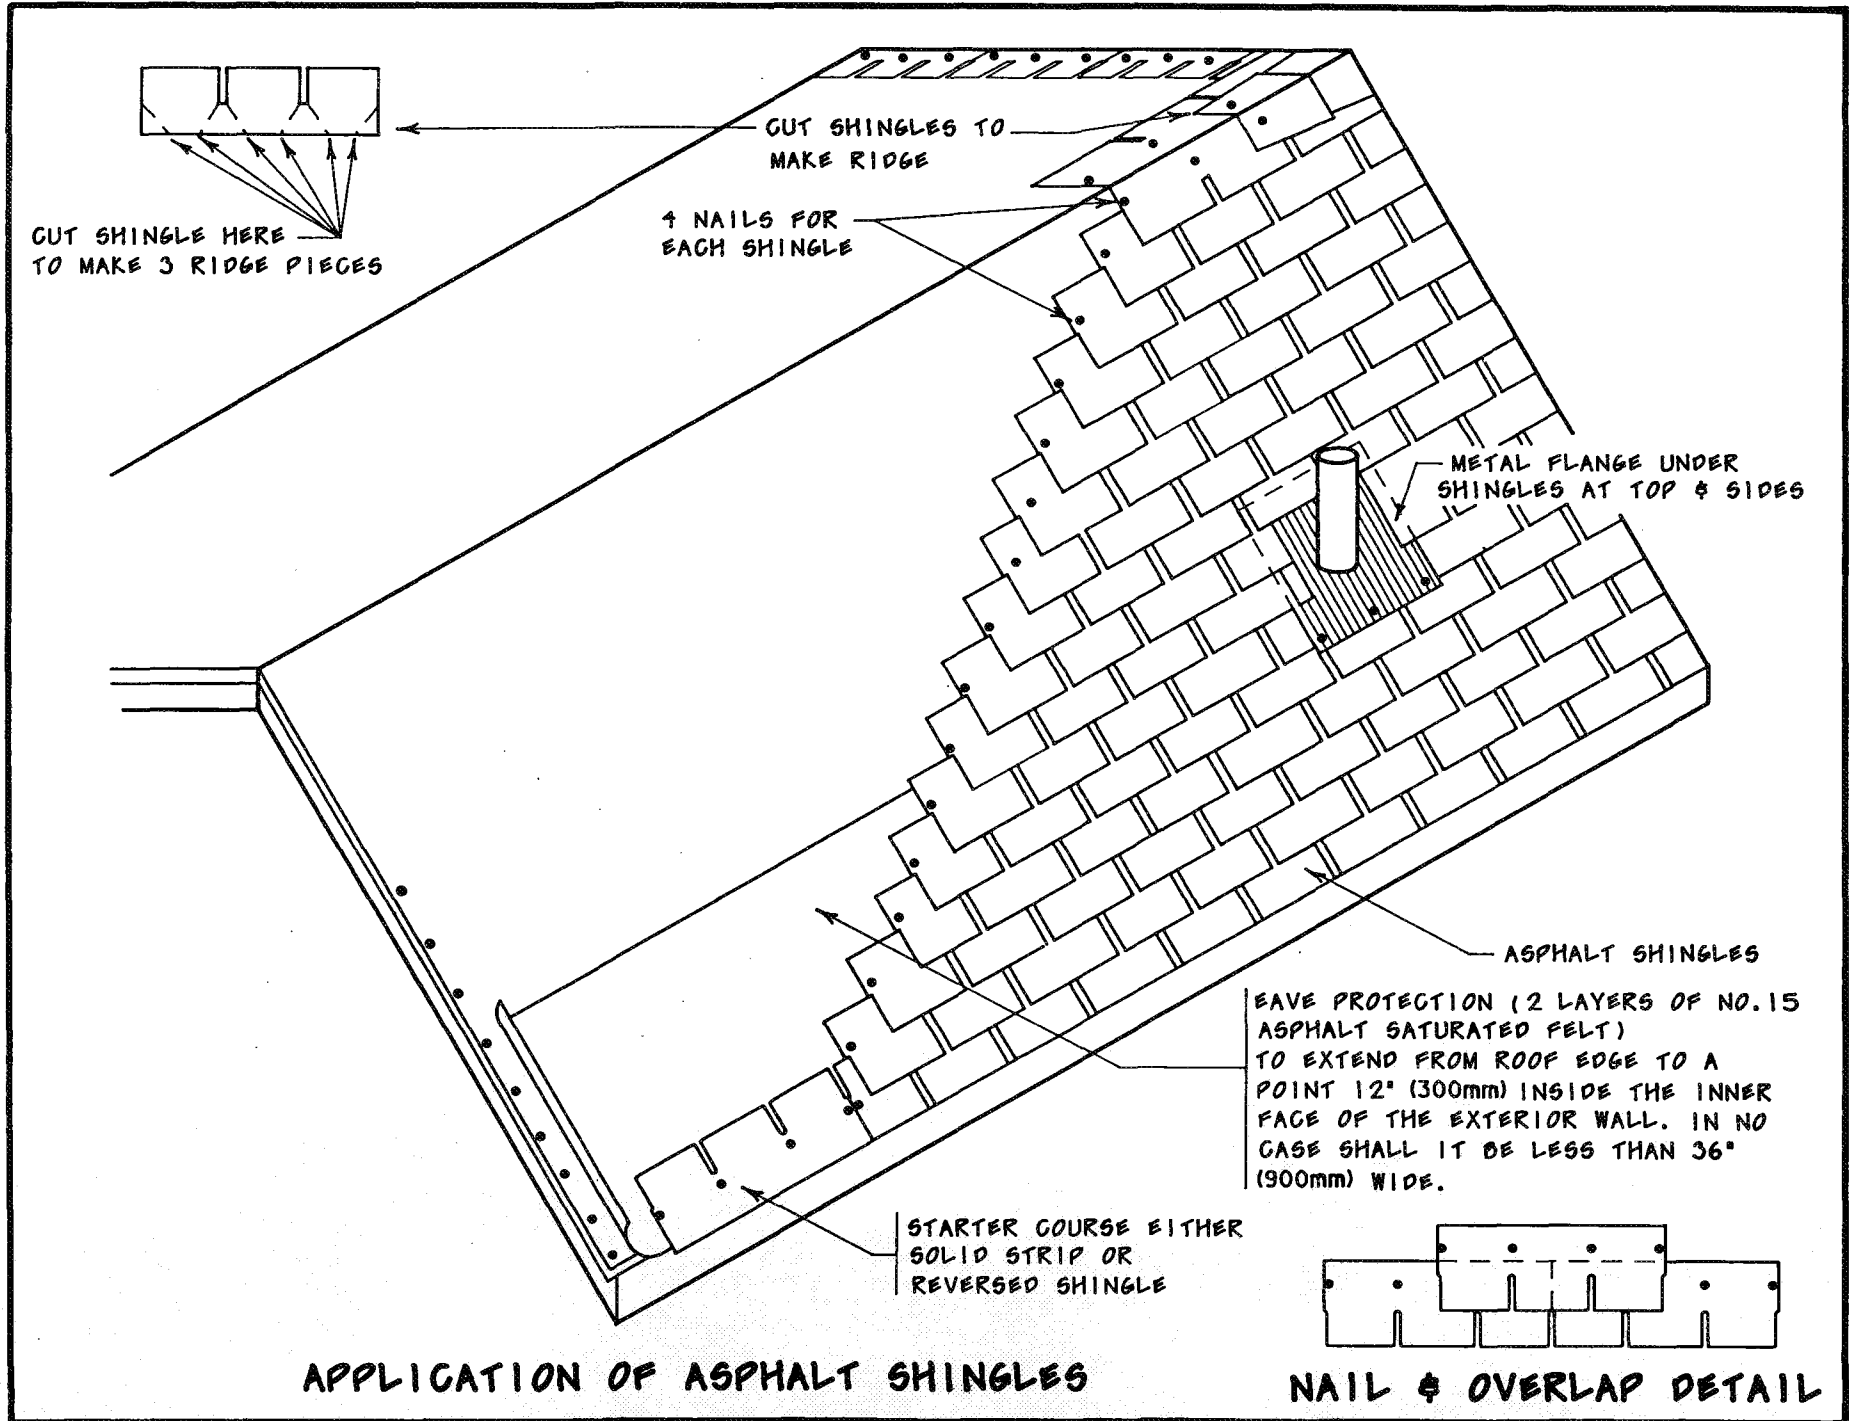 CUT SHINGLES TO
MAKE RIDGE
CUT SHINGLE HERE
TO MAKE 3 RIDGE PIECES
4 NAILS FOR
EACH SHINGLE
METAL FLANGE UNDER
SHINGLES AT TOP & SIDES
ASPHALT SHINGLES
EAVE PROTECTION (2 LAYERS OF NO.15
ASPHALT SATURATED FELT)
TO EXTEND FROM ROOF EDGE TO A
POINT 12" (300mm) INSIDE THE INNER
FACE OF THE EXTERIOR WALL. IN NO
CASE SHALL IT BE LESS THAN 36"
(900mm) WIDE.
STARTER COURSE EITHER
SOLID STRIP OR
REVERSED SHINGLE
APPLICATION OF ASPHALT SHINGLES
NAIL & OVERLAP DETAIL